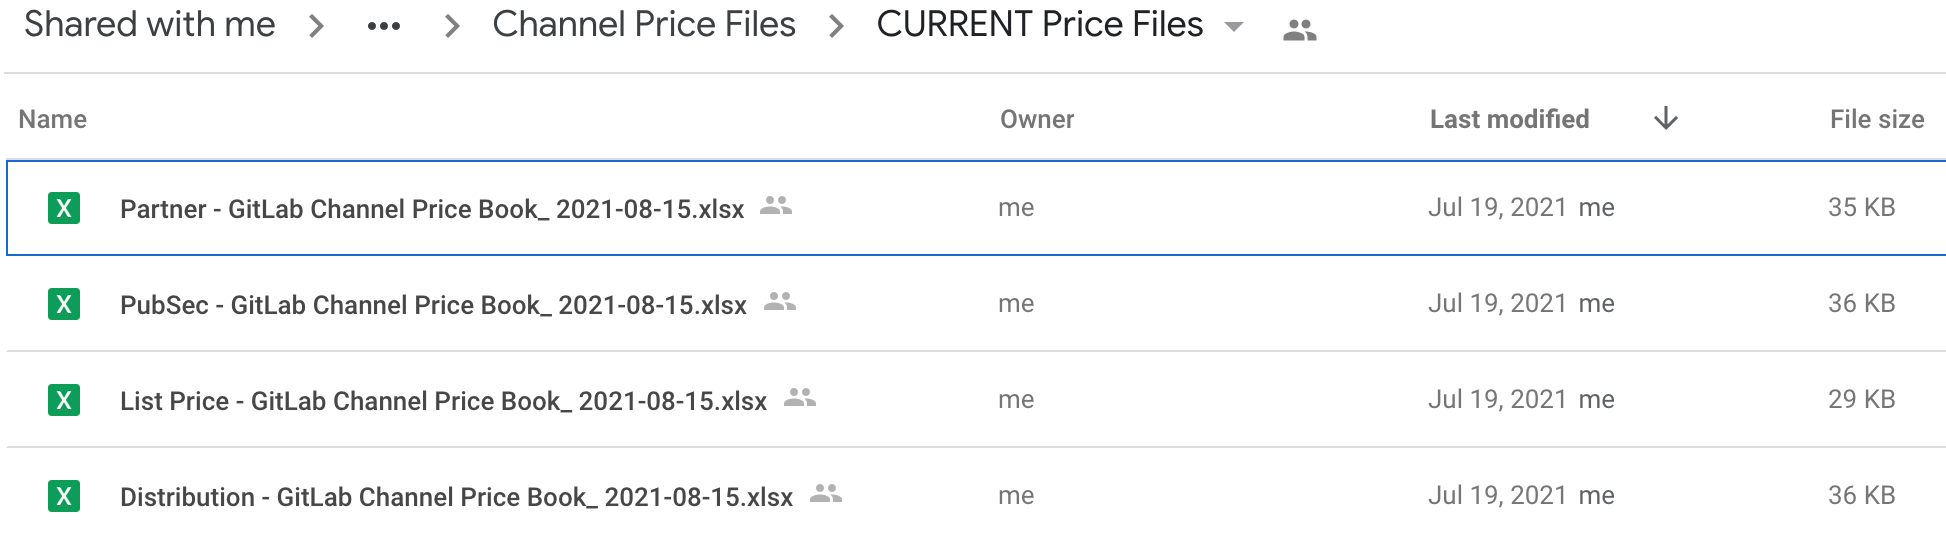 Shared with me > ••• > Channel Price Files > CURRENT Price Files
Name Owner Last modified File size
X Partner - GitLab Channel Price Book_ 2021-08-15.xlsx me Jul 19, 2021 me 35 KB
X PubSec - GitLab Channel Price Book_ 2021-08-15.xlsx me Jul 19, 2021 me 36 KB
X List Price - GitLab Channel Price Book_ 2021-08-15.xlsx me Jul 19, 2021 me 29 KB
X Distribution - GitLab Channel Price Book_ 2021-08-15.xlsx me Jul 19, 2021 me 36 KB